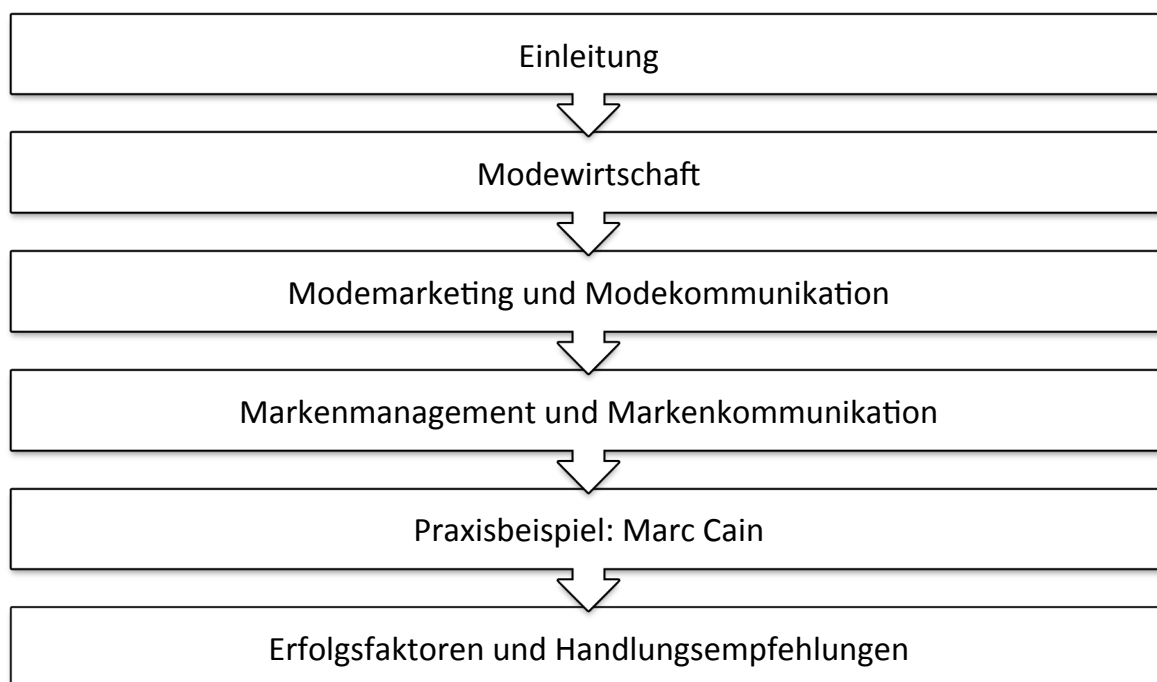 Einleitung
Modewirtschaft
Modemarketing und Modekommunikation
Markenmanagement und Markenkommunikation
Praxisbeispiel: Marc Cain
Erfolgsfaktoren und Handlungsempfehlungen